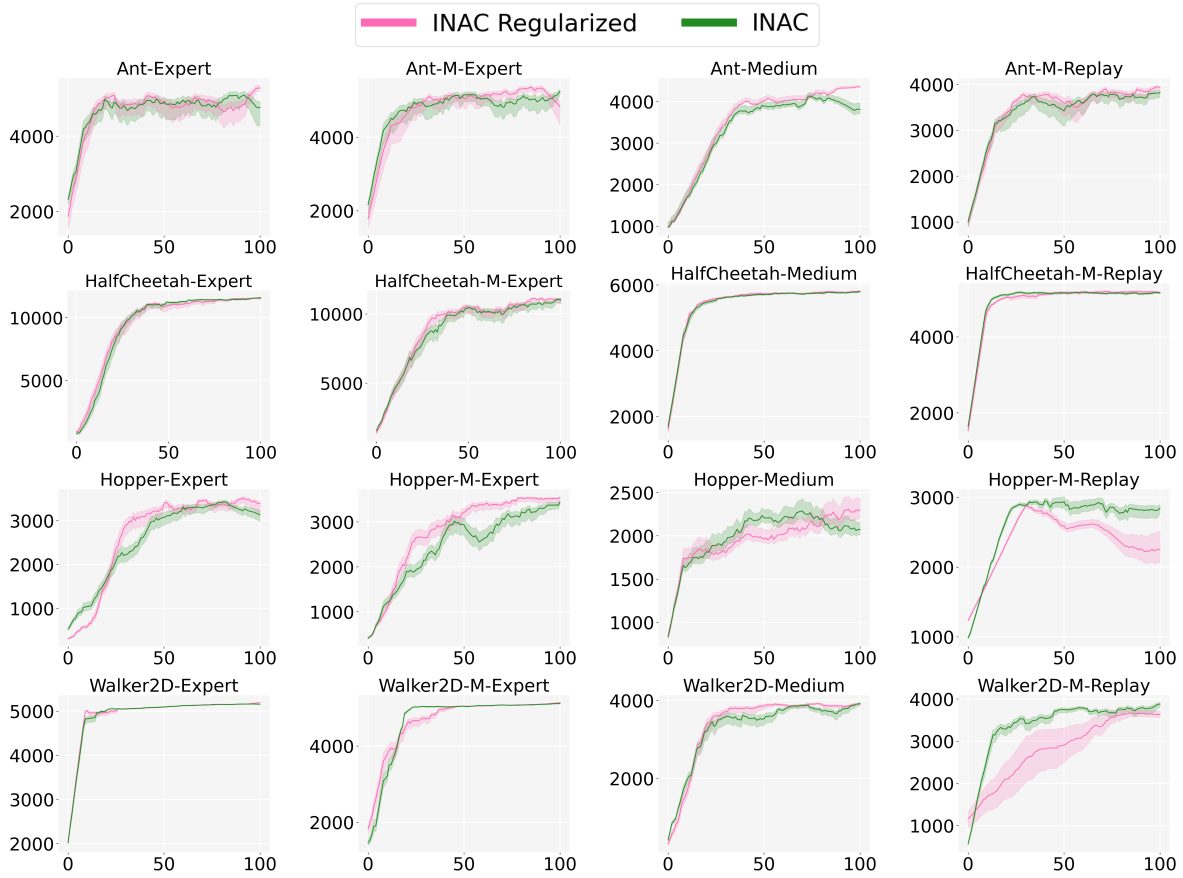 INAC Regularized INAC
Ant-Expert Ant-M-Expert Ant-Medium Ant-M-Replay
4000 4000 4000 4000
3000 3000
2000 2000 2000 2000
1000 1000
0 50 100 0 50 100 0 50 100 0 50 100
HalfCheetah-Expert HalfCheetah-M-Expert HalfCheetah-Medium HalfCheetah-M-Replay
10000 10000 6000
4000 4000
5000 5000
2000 2000
0 50 100 0 50 100 0 50 100 0 50 100
Hopper-Expert Hopper-M-Expert Hopper-Medium Hopper-M-Replay
3000 3000 2500 3000
2000 2000 2000 2000
1500
1000 1000 1000 1000
0 50 100 0 50 100 0 50 100 0 50 100
Walker2D-Expert Walker2D-M-Expert Walker2D-Medium Walker2D-M-Replay
5000 4000 4000 4000
4000 3000
3000 2000 2000
2000 2000 1000
0 50 100 0 50 100 0 50 100 0 50 100